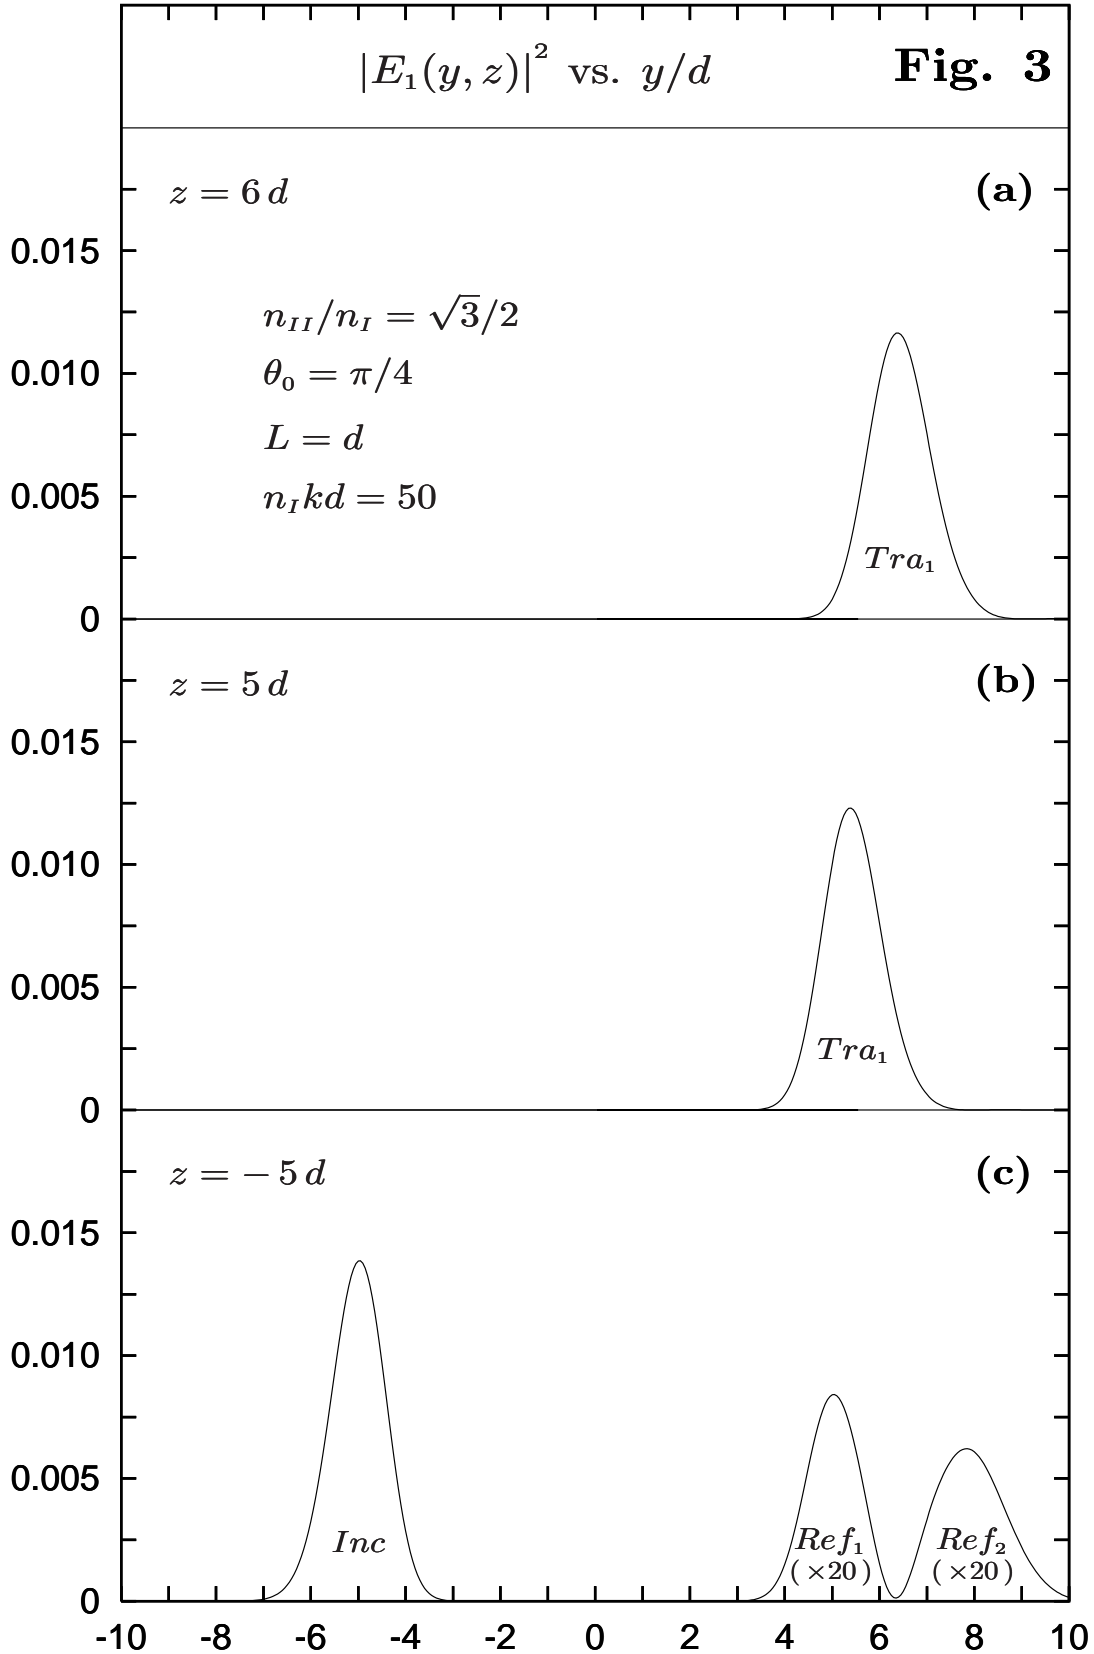 |E₁(y, z)|² vs. y/d Fig. 3
z = 6 d (a)
0.015
n_{II}/n_I = √3/2
θ₀ = π/4
0.010
L = d
n_I kd = 50
0.005
Tra₁
0
z = 5 d (b)
0.015
0.010
0.005
Tra₁
0
z = − 5 d (c)
0.015
0.010
0.005
Inc Ref₁ Ref₂
(×20) (×20)
0
-10 -8 -6 -4 -2 0 2 4 6 8 10